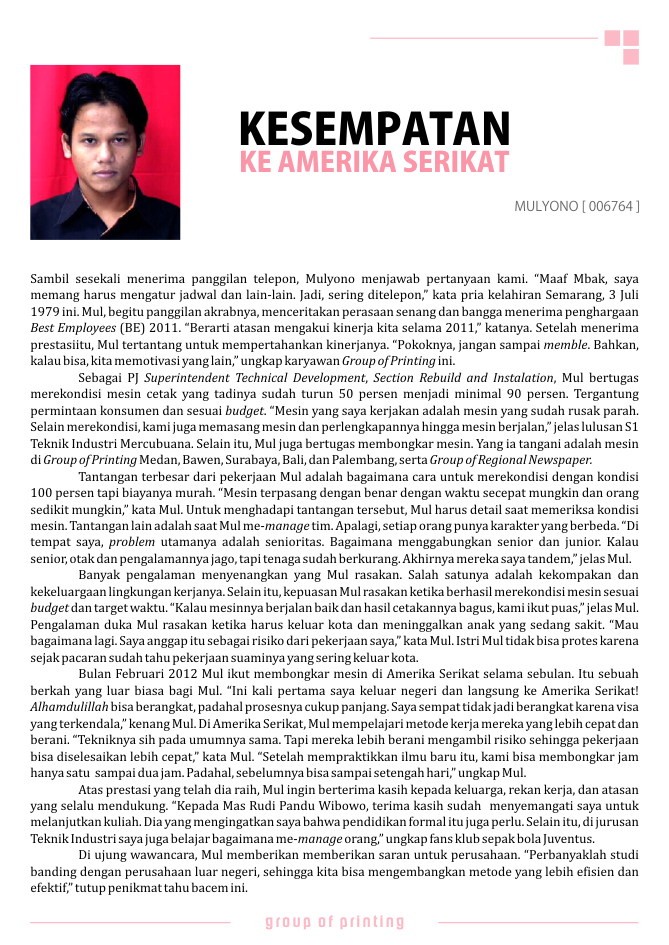 KESEMPATAN
KE AMERIKA SERIKAT
MULYONO [ 006764 ]
Sambil sesekali menerima panggilan telepon, Mulyono menjawab pertanyaan kami. “Maaf Mbak, saya
memang harus mengatur jadwal dan lain-lain. Jadi, sering ditelepon,” kata pria kelahiran Semarang, 3 Juli
1979 ini. Mul, begitu panggilan akrabnya, menceritakan perasaan senang dan bangga menerima penghargaan
Best Employees (BE) 2011. “Berarti atasan mengakui kinerja kita selama 2011,” katanya. Setelah menerima
prestasiitu, Mul tertantang untuk mempertahankan kinerjanya. “Pokoknya, jangan sampai memble. Bahkan,
kalau bisa, kita memotivasi yang lain,” ungkap karyawan Group of Printing ini.
Sebagai PJ Superintendent Technical Development, Section Rebuild and Instalation, Mul bertugas
merekondisi mesin cetak yang tadinya sudah turun 50 persen menjadi minimal 90 persen. Tergantung
permintaan konsumen dan sesuai budget. “Mesin yang saya kerjakan adalah mesin yang sudah rusak parah.
Selain merekondisi, kami juga memasang mesin dan perlengkapannya hingga mesin berjalan,” jelas lulusan S1
Teknik Industri Mercubuana. Selain itu, Mul juga bertugas membongkar mesin. Yang ia tangani adalah mesin
di Group of Printing Medan, Bawen, Surabaya, Bali, dan Palembang, serta Group of Regional Newspaper.
Tantangan terbesar dari pekerjaan Mul adalah bagaimana cara untuk merekondisi dengan kondisi
100 persen tapi biayanya murah. “Mesin terpasang dengan benar dengan waktu secepat mungkin dan orang
sedikit mungkin,” kata Mul. Untuk menghadapi tantangan tersebut, Mul harus detail saat memeriksa kondisi
mesin. Tantangan lain adalah saat Mul me-manage tim. Apalagi, setiap orang punya karakter yang berbeda. “Di
tempat saya, problem utamanya adalah senioritas. Bagaimana menggabungkan senior dan junior. Kalau
senior, otak dan pengalamannya jago, tapi tenaga sudah berkurang. Akhirnya mereka saya tandem,” jelas Mul.
Banyak pengalaman menyenangkan yang Mul rasakan. Salah satunya adalah kekompakan dan
kekeluargaan lingkungan kerjanya. Selain itu, kepuasan Mul rasakan ketika berhasil merekondisi mesin sesuai
budget dan target waktu. “Kalau mesinnya berjalan baik dan hasil cetakannya bagus, kami ikut puas,” jelas Mul.
Pengalaman duka Mul rasakan ketika harus keluar kota dan meninggalkan anak yang sedang sakit. “Mau
bagaimana lagi. Saya anggap itu sebagai risiko dari pekerjaan saya,” kata Mul. Istri Mul tidak bisa protes karena
sejak pacaran sudah tahu pekerjaan suaminya yang sering keluar kota.
Bulan Februari 2012 Mul ikut membongkar mesin di Amerika Serikat selama sebulan. Itu sebuah
berkah yang luar biasa bagi Mul. “Ini kali pertama saya keluar negeri dan langsung ke Amerika Serikat!
Alhamdulillah bisa berangkat, padahal prosesnya cukup panjang. Saya sempat tidak jadi berangkat karena visa
yang terkendala,” kenang Mul. Di Amerika Serikat, Mul mempelajari metode kerja mereka yang lebih cepat dan
berani. “Tekniknya sih pada umumnya sama. Tapi mereka lebih berani mengambil risiko sehingga pekerjaan
bisa diselesaikan lebih cepat,” kata Mul. “Setelah mempraktikkan ilmu baru itu, kami bisa membongkar jam
hanya satu sampai dua jam. Padahal, sebelumnya bisa sampai setengah hari,” ungkap Mul.
Atas prestasi yang telah dia raih, Mul ingin berterima kasih kepada keluarga, rekan kerja, dan atasan
yang selalu mendukung. “Kepada Mas Rudi Pandu Wibowo, terima kasih sudah menyemangati saya untuk
melanjutkan kuliah. Dia yang mengingatkan saya bahwa pendidikan formal itu juga perlu. Selain itu, di jurusan
Teknik Industri saya juga belajar bagaimana me-manage orang,” ungkap fans klub sepak bola Juventus.
Di ujung wawancara, Mul memberikan memberikan saran untuk perusahaan. “Perbanyaklah studi
banding dengan perusahaan luar negeri, sehingga kita bisa mengembangkan metode yang lebih efisien dan
efektif,” tutup penikmat tahu bacem ini.
group of printing